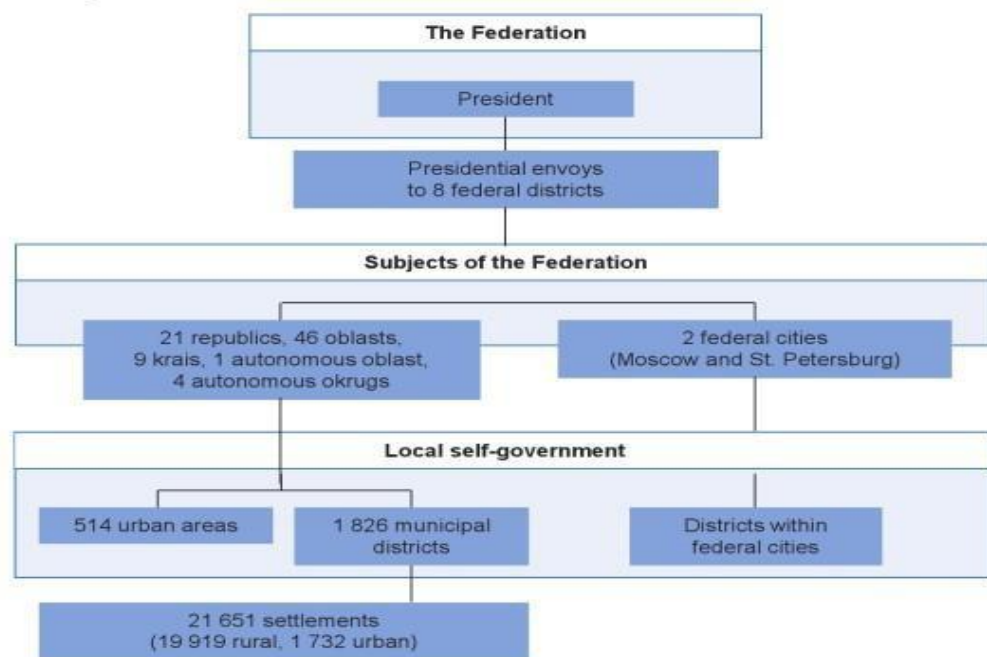 The Federation
President
Presidential envoys
to 8 federal districts
Subjects of the Federation
21 republics, 46 oblasts,
9 krais, 1 autonomous oblast,
4 autonomous okrugs
2 federal cities
(Moscow and St. Petersburg)
Local self-government
514 urban areas
1 826 municipal
districts
Districts within
federal cities
21 651 settlements
(19 919 rural, 1 732 urban)